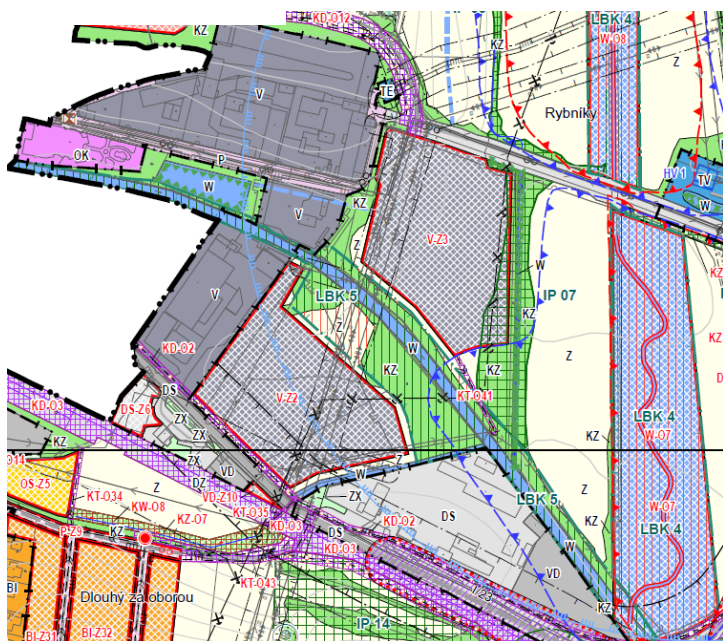 KZ
KD-O12
LBK 4
W-O8
Z
V
TE
Rybníky
OK
P
W
KZ
V
HV 1
TV
W
V-Z3
Z
W
KZ
LBK 5
IP 07
V
Z
W
Z
KD-O2
KZ
KZ
V-Z2
KT-O41
DS
DS-Z6
ZX
KD-O3
LBK 4
W-O7
KZ
KZ
ZX
VD
DZ
Z
W
O14
OS-Z5
KT-O34
Z
KW-O8
VD-Z10
KT-O35
ZX
LBK 5
W-O7
LBK 4
KZ-O7
KD-O3
DS
KD-O2
DS
P-Z9
KZ
KD-O3
W
KT-O43
VD
BI
Dlouhý za oborou
KZ
BI-Z31
BI-Z32
IP 14